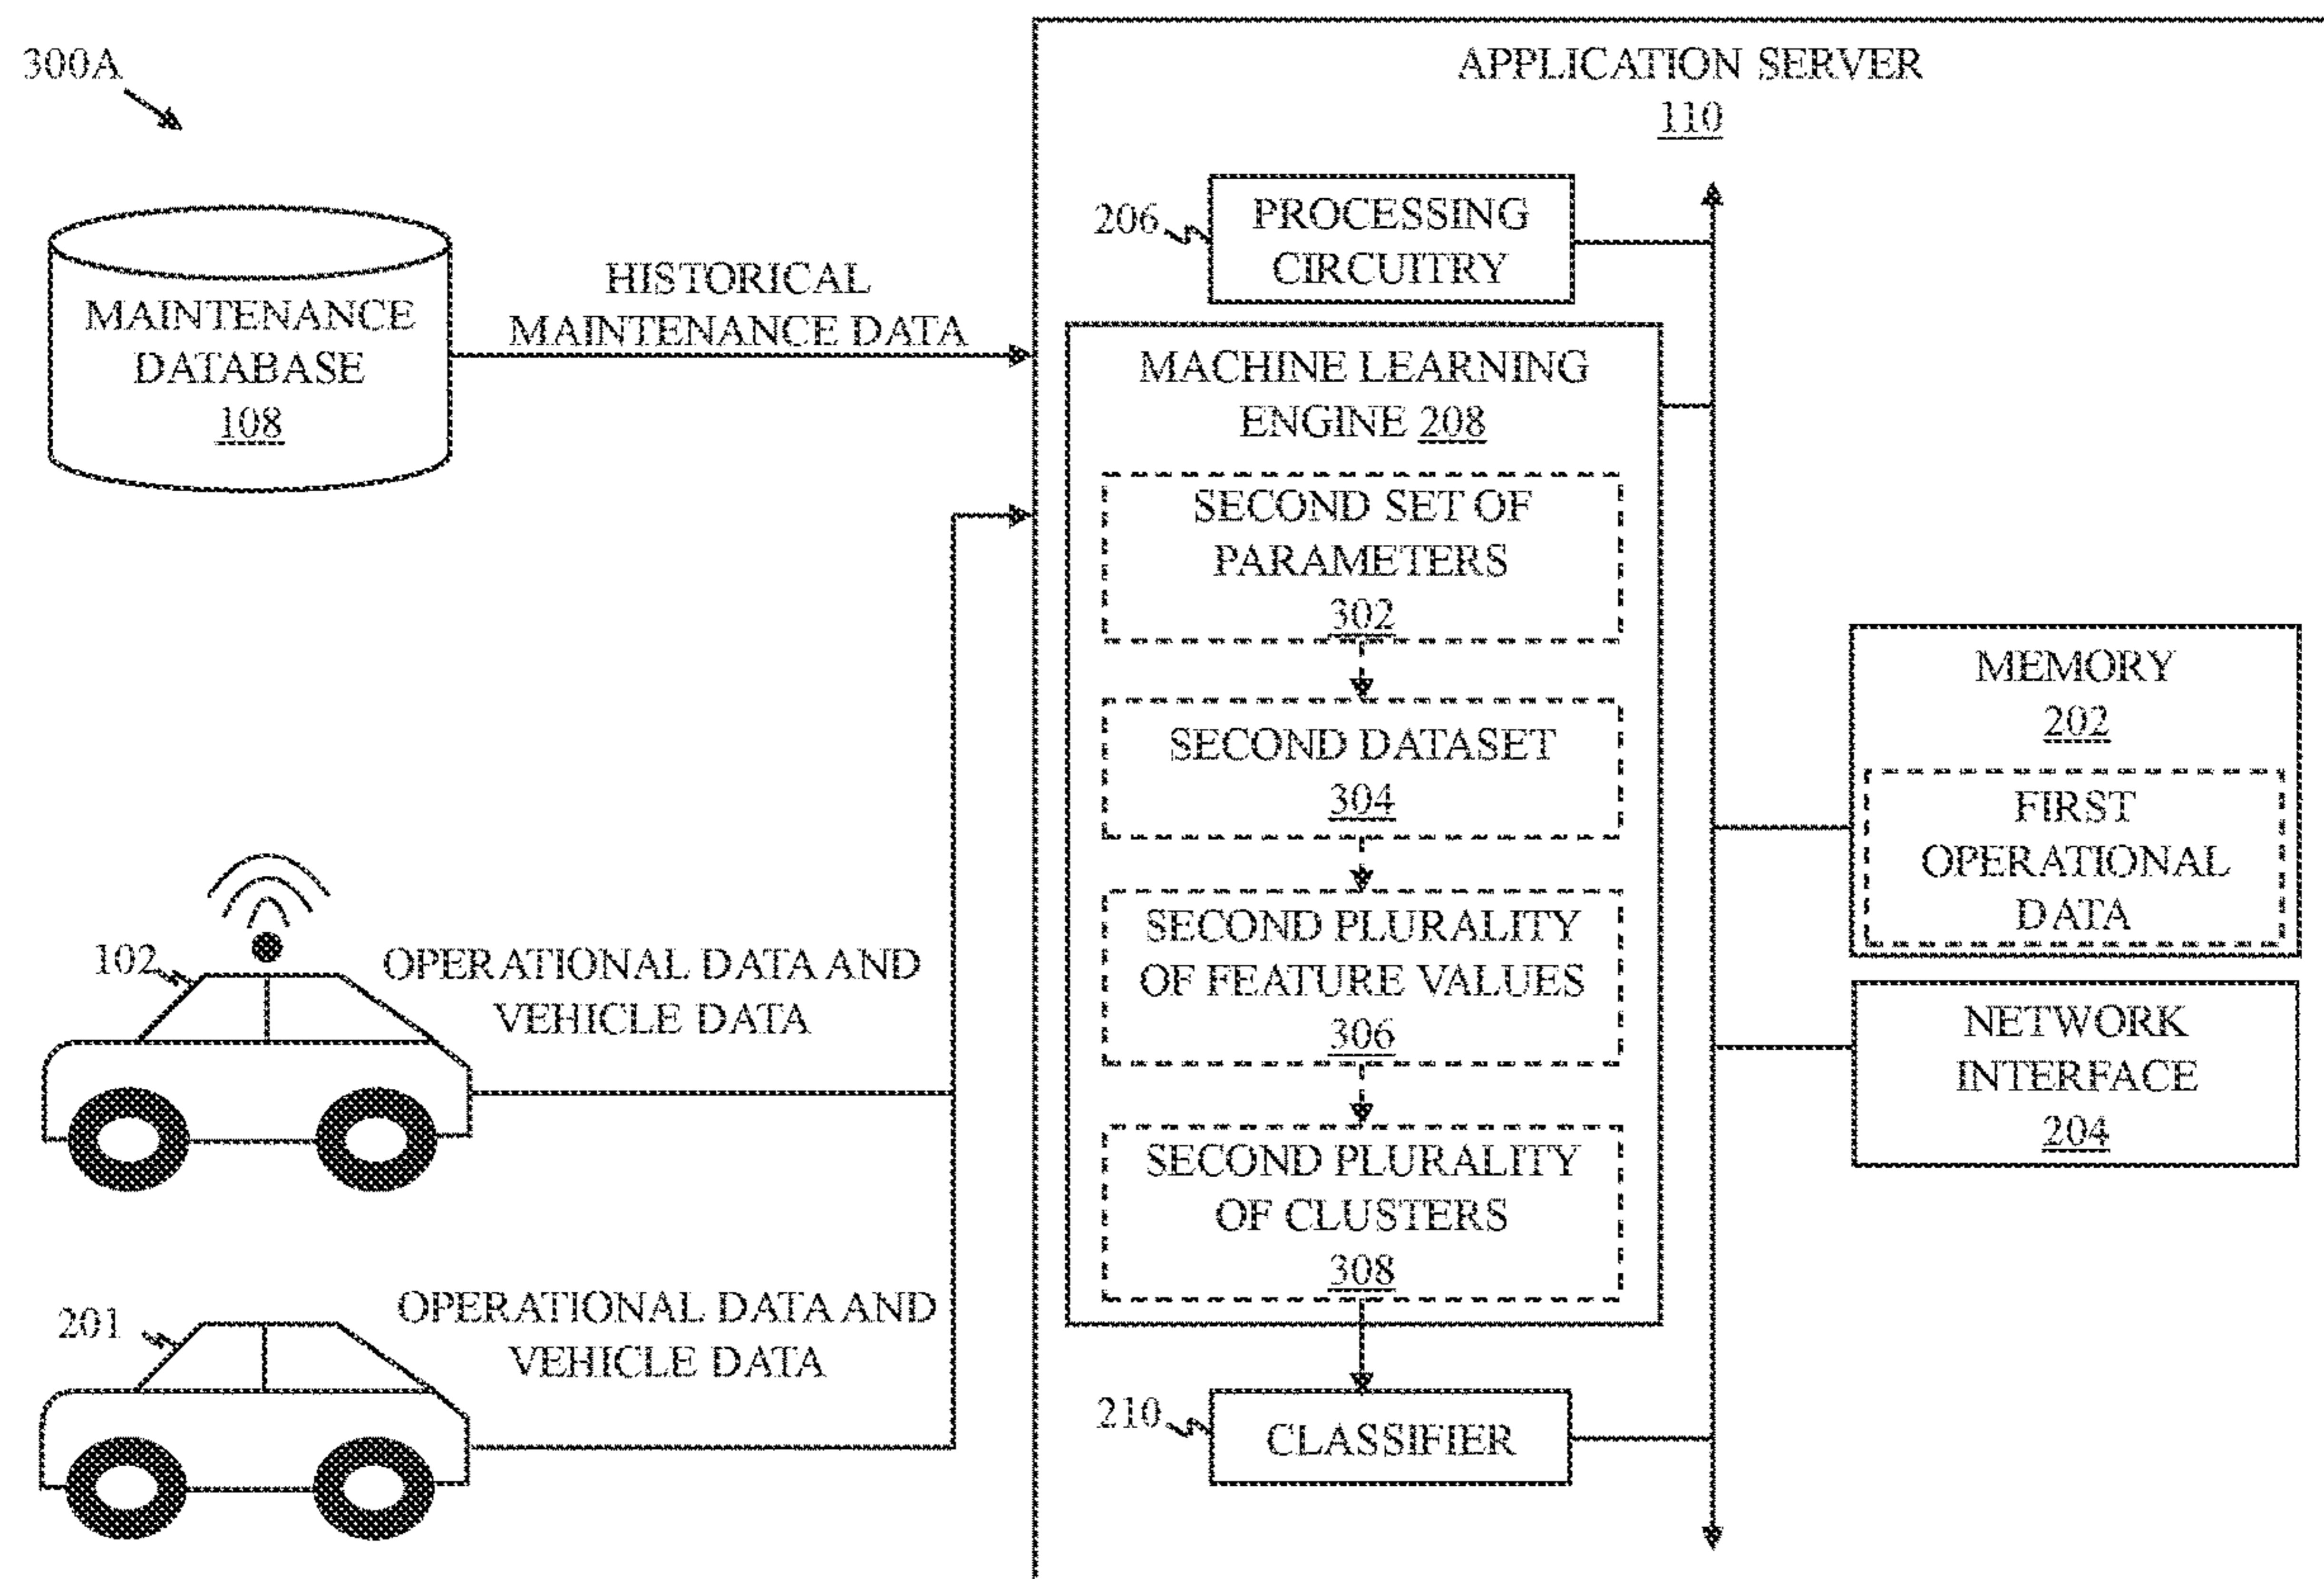 300A
APPLICATION SERVER
110
206
PROCESSING
CIRCUITRY
MAINTENANCE
DATABASE
108
HISTORICAL
MAINTENANCE DATA
MACHINE LEARNING
ENGINE 208
SECOND SET OF
PARAMETERS
302
SECOND DATASET
304
SECOND PLURALITY
OF FEATURE VALUES
306
SECOND PLURALITY
OF CLUSTERS
308
MEMORY
202
FIRST
OPERATIONAL
DATA
NETWORK
INTERFACE
204
102
OPERATIONAL DATA AND
VEHICLE DATA
201
OPERATIONAL DATA AND
VEHICLE DATA
210
CLASSIFIER